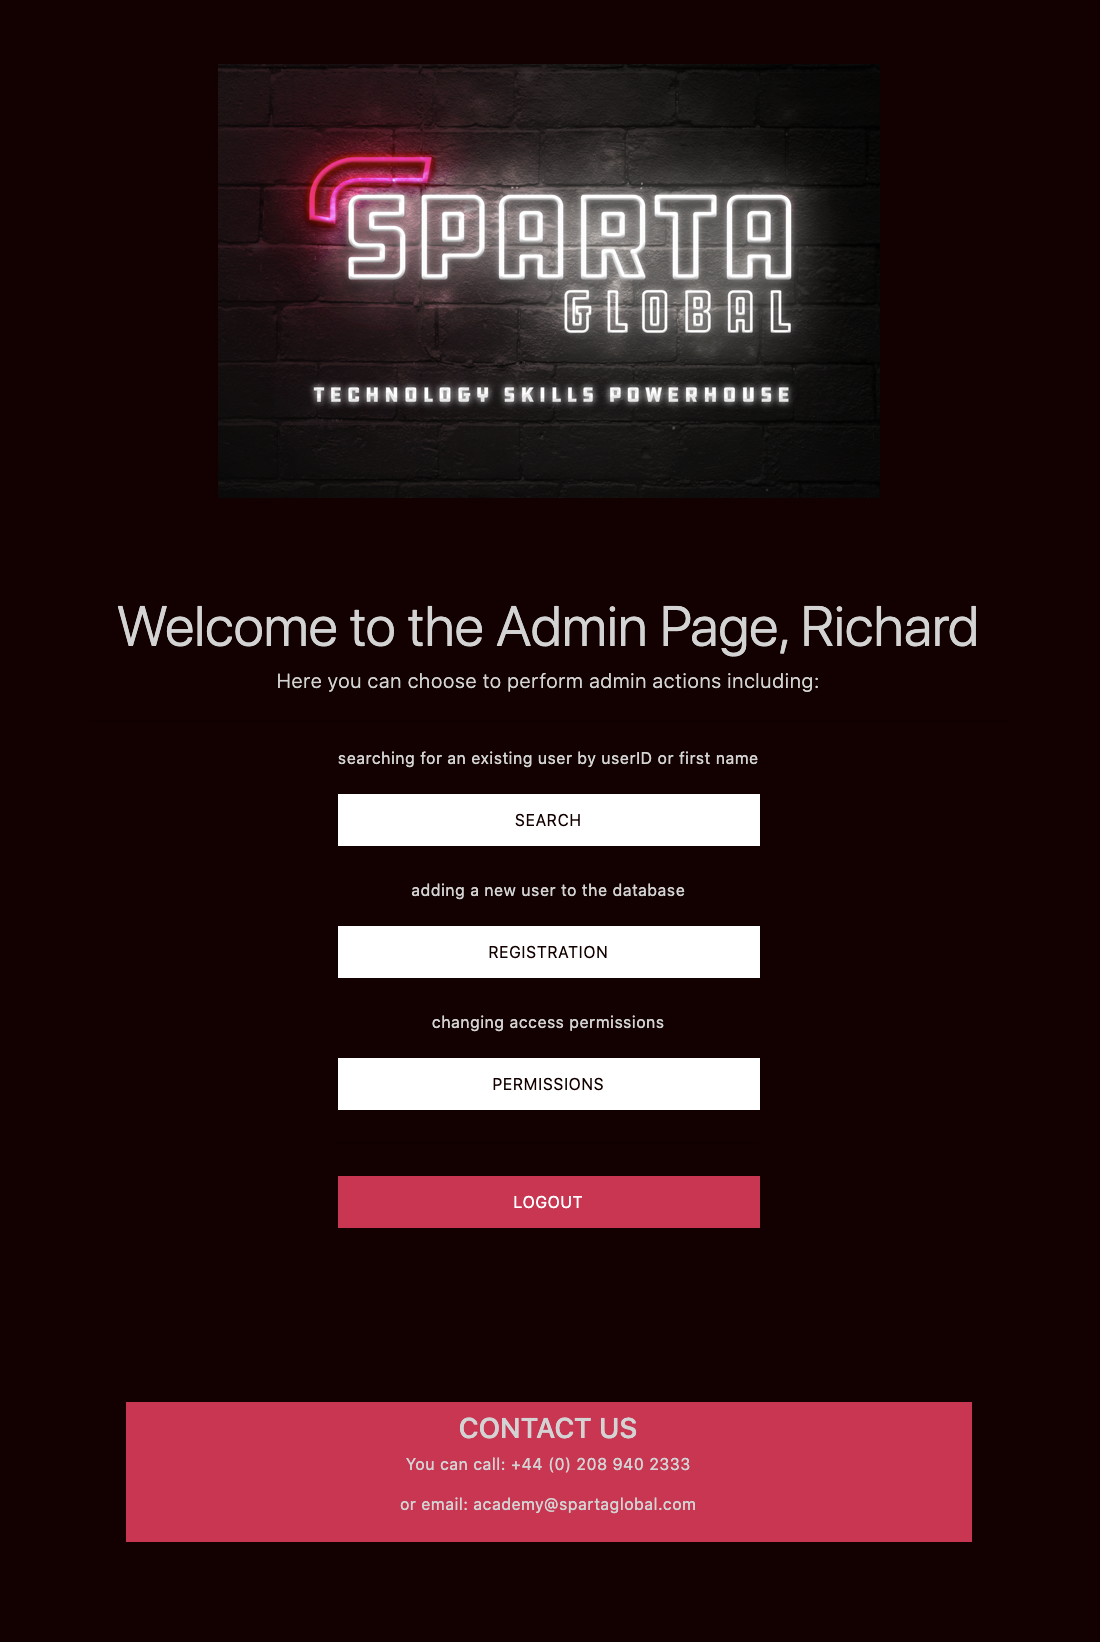 SPARTA
GLOBAL
TECHNOLOGY SKILLS POWERHOUSE
Welcome to the Admin Page, Richard
Here you can choose to perform admin actions including:
searching for an existing user by userID or first name
SEARCH
adding a new user to the database
REGISTRATION
changing access permissions
PERMISSIONS
LOGOUT
CONTACT US
You can call: +44 (0) 208 940 2333
or email: academy@spartaglobal.com